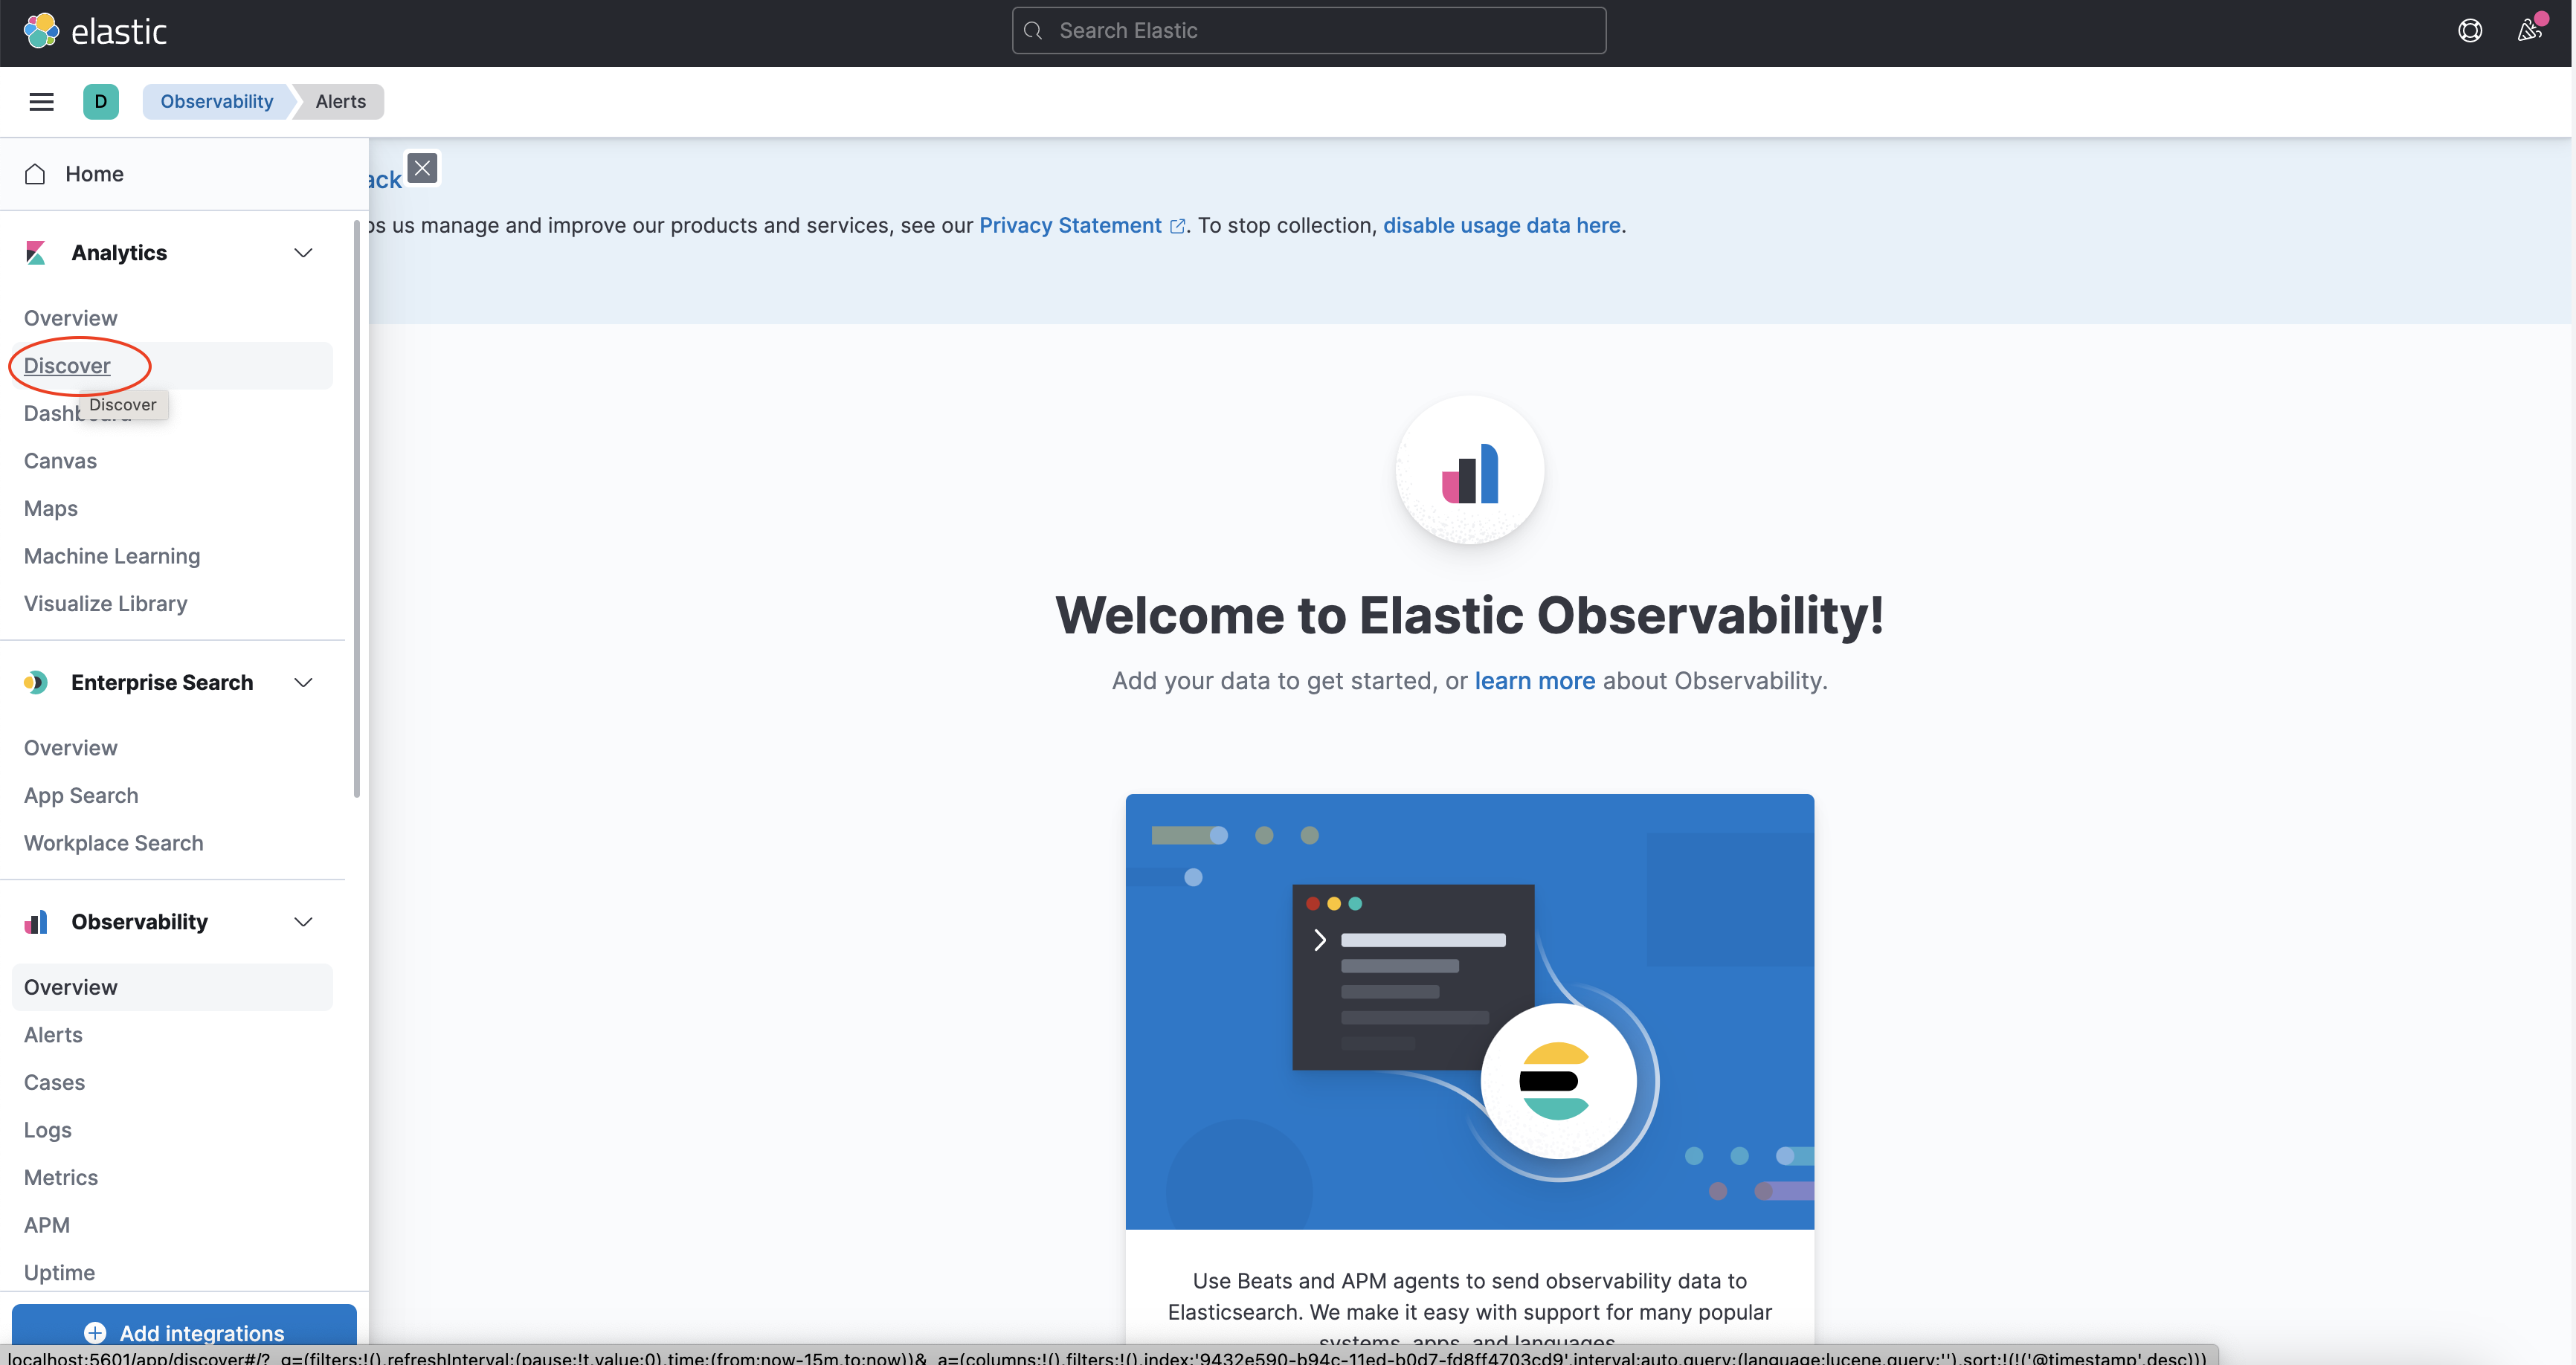 elastic
Search Elastic
D
Observability
Alerts
Home
ack
Analytics
os us manage and improve our products and services, see our Privacy Statement . To stop collection, disable usage data here.
Overview
Discover
Discover
Dashboard
Canvas
Maps
Machine Learning
Visualize Library
Enterprise Search
Overview
App Search
Workplace Search
Observability
Overview
Alerts
Cases
Logs
Metrics
APM
Uptime
Add integrations
Welcome to Elastic Observability!
Add your data to get started, or learn more about Observability.
Use Beats and APM agents to send observability data to
Elasticsearch. We make it easy with support for many popular
systems, apps, and languages.
localhost:5601/app/discover#/?_g=(filters:!(),refreshInterval:(pause:!t,value:0),time:(from:now-15m,to:now))&_a=(columns:!(),filters:!(),index:'9432e590-b94c-11ed-b0d7-fd8ff4703cd9',interval:auto,query:(language:lucene,query:''),sort:!(!('@timestamp',desc)))